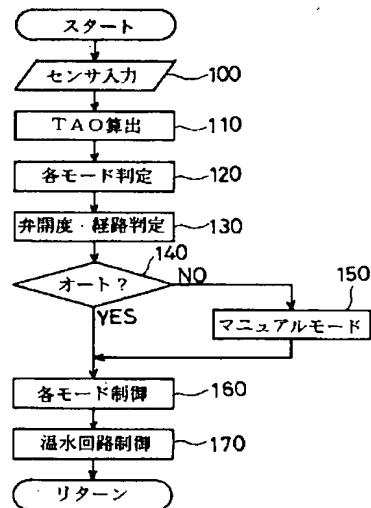 スタート
センサ入力 100
TAO算出 110
各モード判定 120
弁開度・経路判定 130
140
オート? NO
YES
150
マニュアルモード
各モード制御 160
温水回路制御 170
リターン